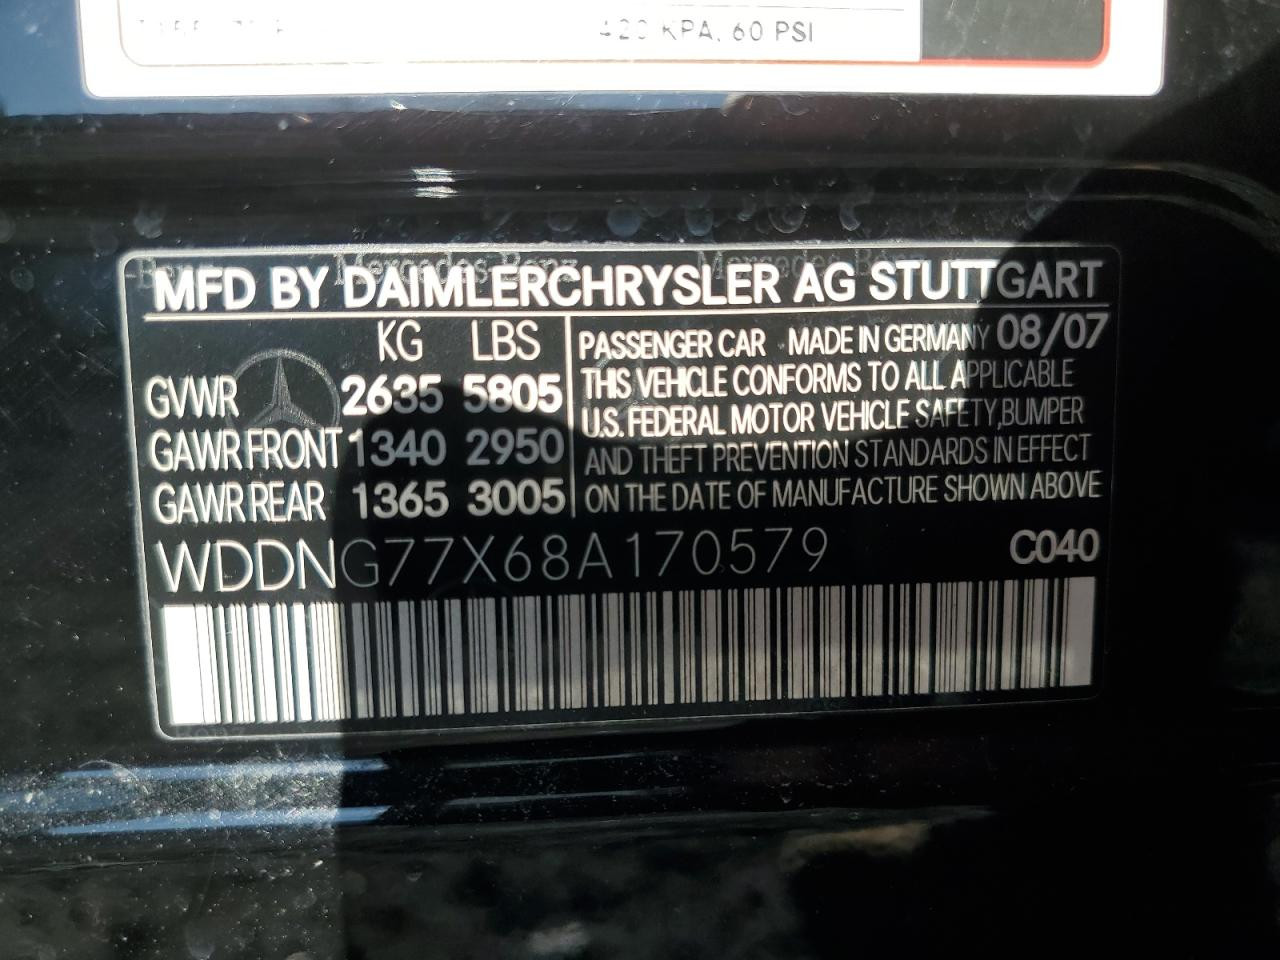 420 KPA, 60 PSI
Mercedes-Benz
MFD BY DAIMLERCHRYSLER AG STUTTGART
KG LBS
GVWR 2635 5805
GAWR FRONT 1340 2950
GAWR REAR 1365 3005
PASSENGER CAR MADE IN GERMANY 08/07
THIS VEHICLE CONFORMS TO ALL APPLICABLE
U.S. FEDERAL MOTOR VEHICLE SAFETY, BUMPER
AND THEFT PREVENTION STANDARDS IN EFFECT
ON THE DATE OF MANUFACTURE SHOWN ABOVE
WDDNG77X68A170579 C040